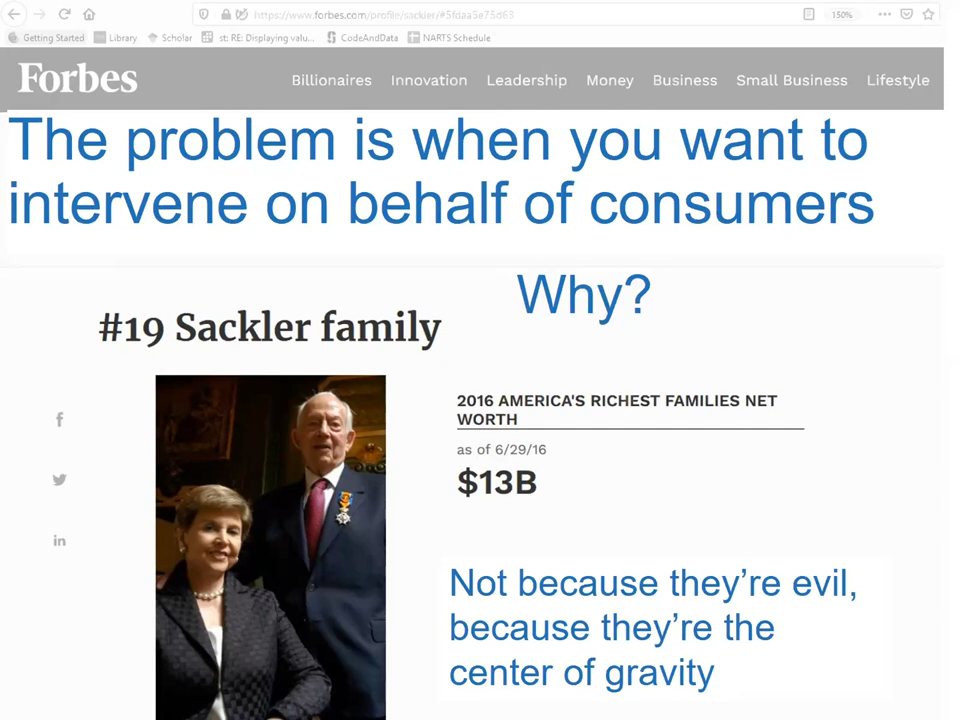 https://www.forbes.com/profile/sackler/#5fdaa5e75d63
150%
Getting Started Library Scholar st: RE: Displaying valu... CodeAndData NARTS Schedule
Forbes Billionaires Innovation Leadership Money Business Small Business Lifestyle
The problem is when you want to
intervene on behalf of consumers
Why?
#19 Sackler family
2016 AMERICA'S RICHEST FAMILIES NET
WORTH
as of 6/29/16
$13B
Not because they're evil,
because they're the
center of gravity